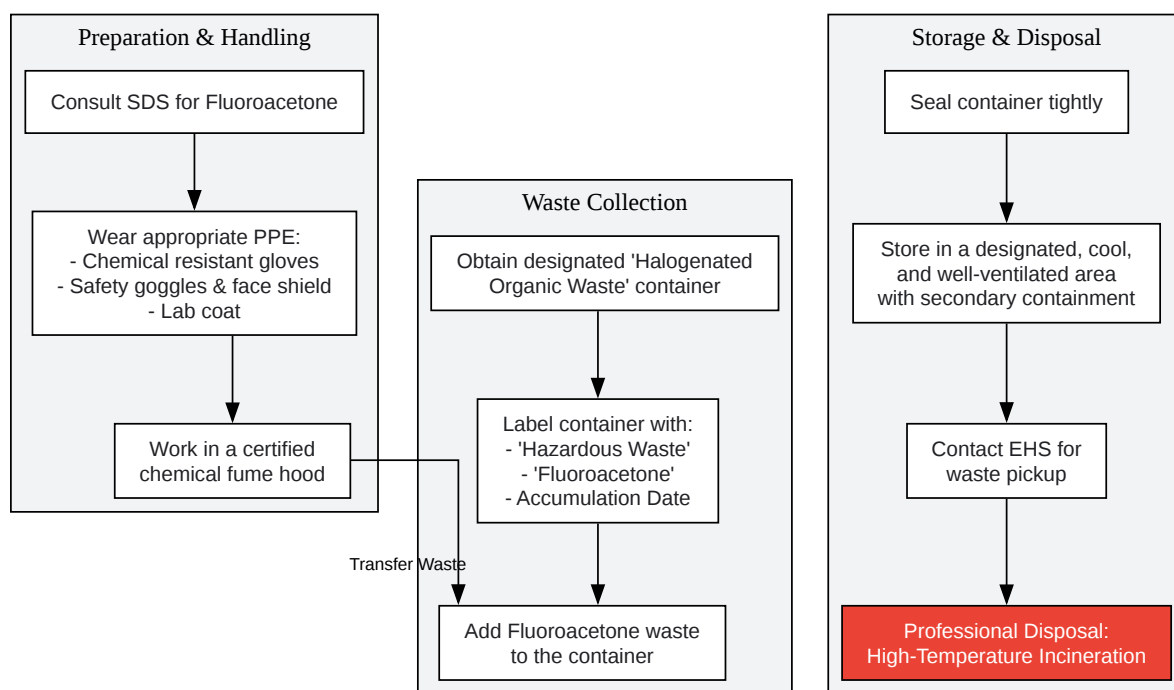 Preparation & Handling
Consult SDS for Fluoroacetone
Wear appropriate PPE:
- Chemical resistant gloves
- Safety goggles & face shield
- Lab coat
Work in a certified
chemical fume hood
Transfer Waste
Waste Collection
Obtain designated 'Halogenated
Organic Waste' container
Label container with:
- 'Hazardous Waste'
- 'Fluoroacetone'
- Accumulation Date
Add Fluoroacetone waste
to the container
Storage & Disposal
Seal container tightly
Store in a designated, cool,
and well-ventilated area
with secondary containment
Contact EHS for
waste pickup
Professional Disposal:
High-Temperature Incineration